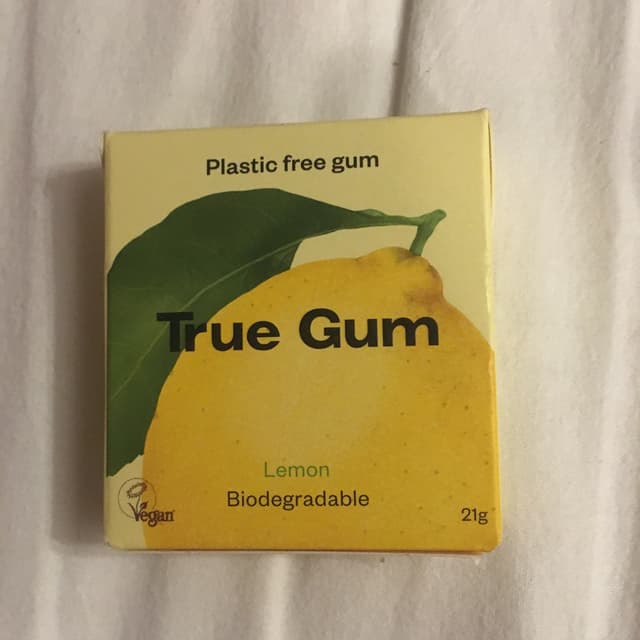 Plastic free gum
True Gum
Lemon
Biodegradable
Vegan
21g